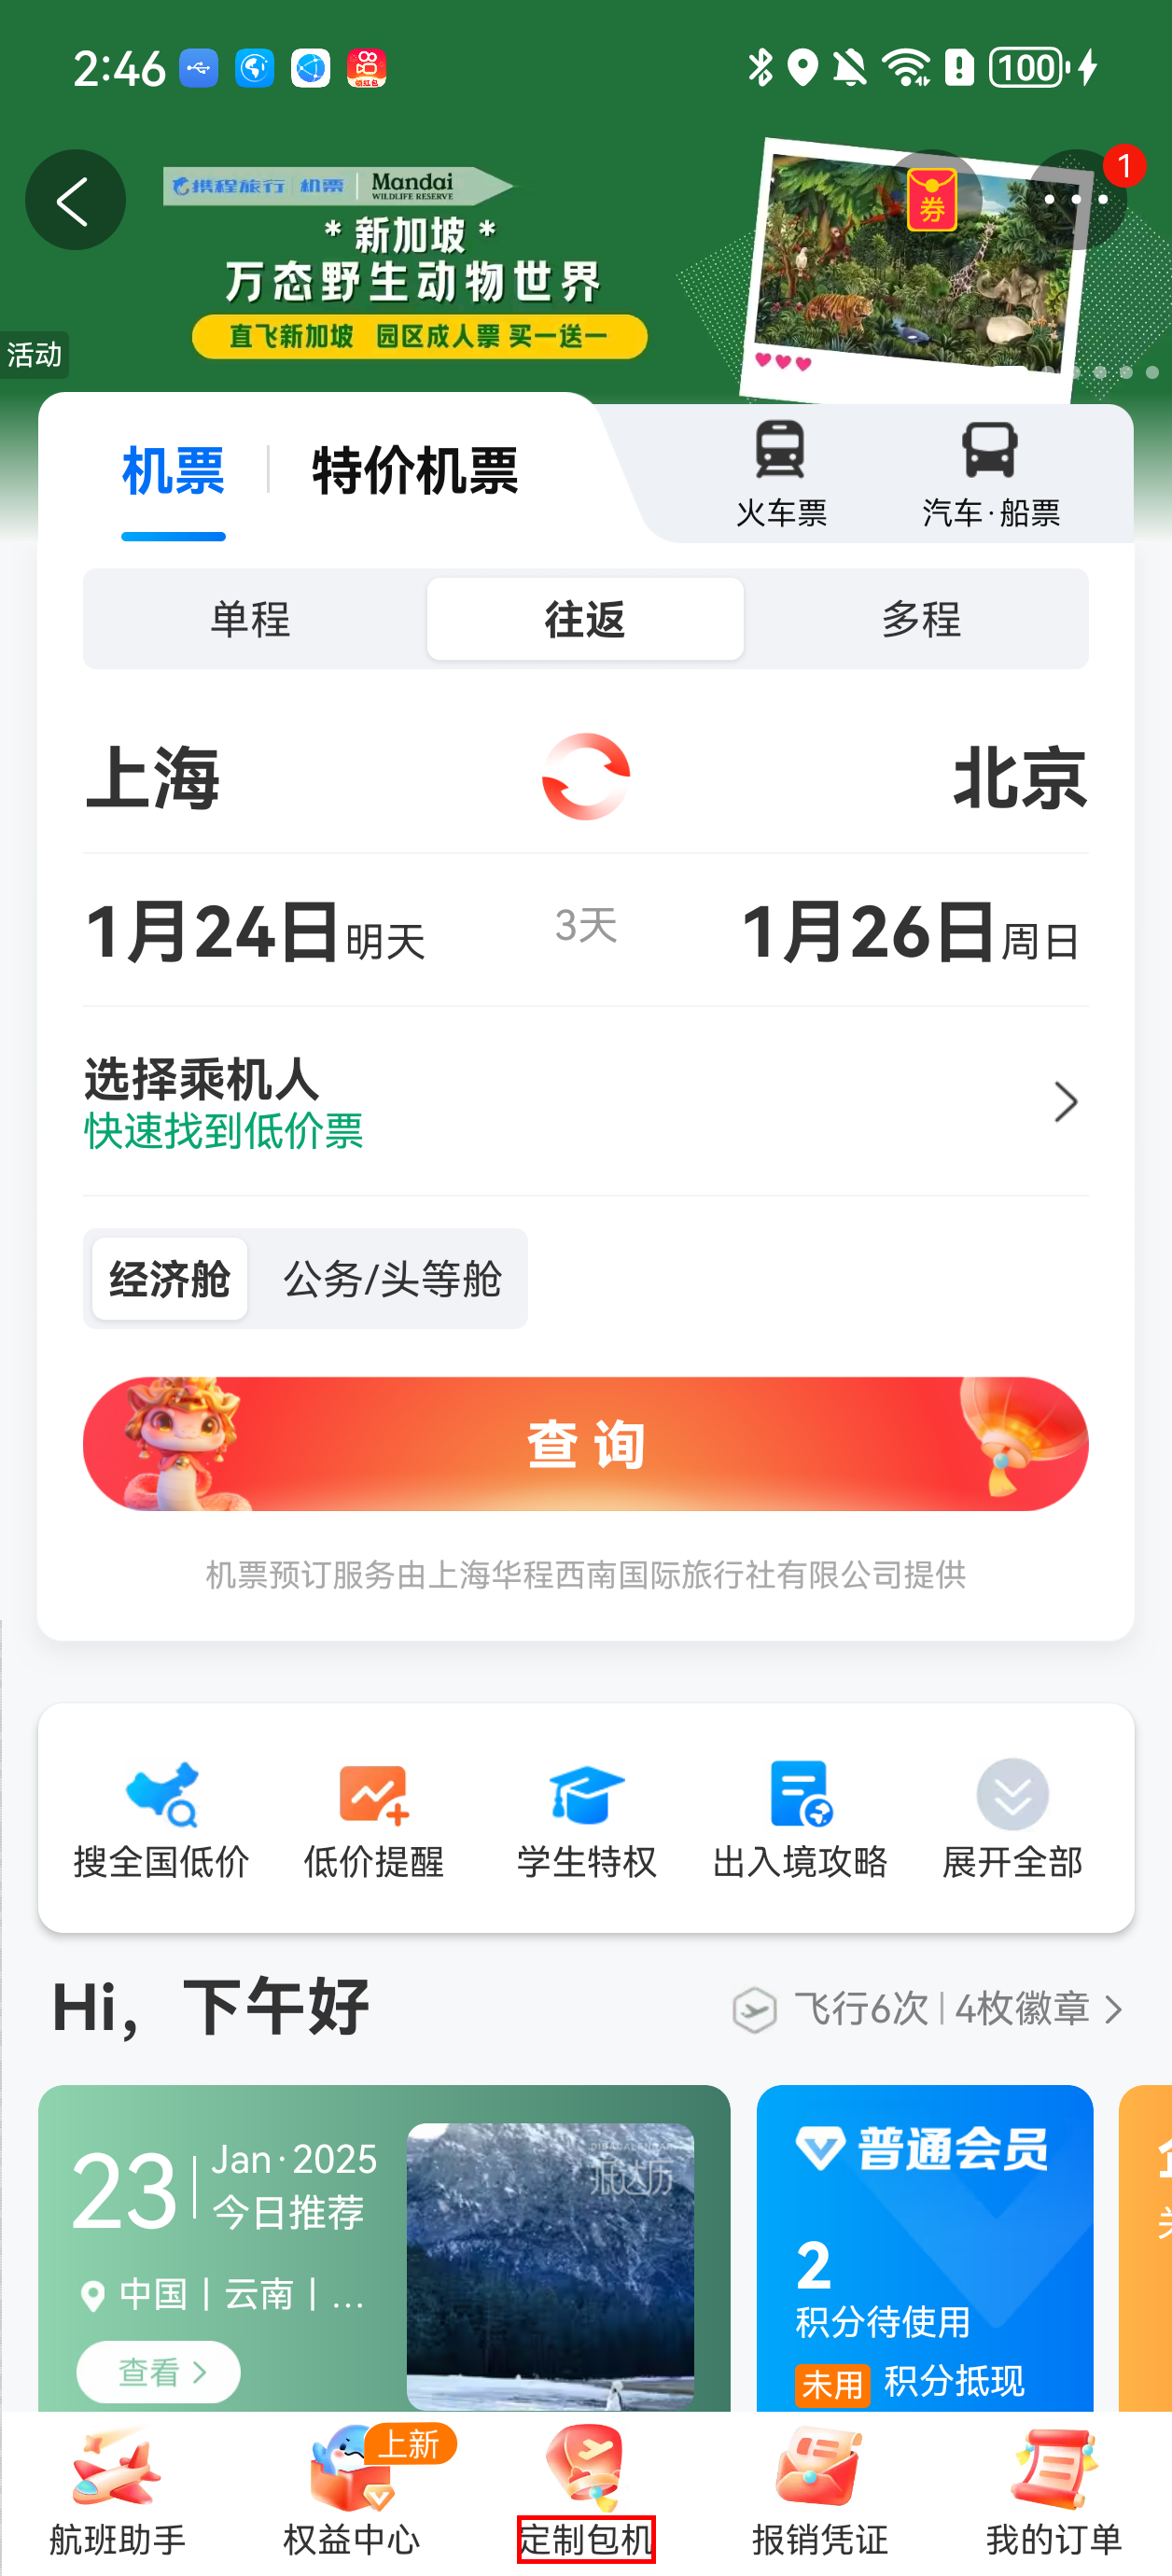 2:46
100
携程旅行 机票 Mandai
WILDLIFE RESERVE
* 新加坡 *
万态野生动物世界
直飞新加坡 园区成人票 买一送一
券
1
活动
机票 特价机票
火车票 汽车·船票
单程 往返 多程
上海 北京
1月24日明天 3天 1月26日周日
选择乘机人
快速找到低价票
经济舱 公务/头等舱
查询
机票预订服务由上海华程西南国际旅行社有限公司提供
搜全国低价 低价提醒 学生特权 出入境攻略 展开全部
Hi，下午好 飞行6次 | 4枚徽章
23 Jan·2025
今日推荐
中国 | 云南 | ...
查看
普通会员
2
积分待使用
未用 积分抵现
上新
航班助手 权益中心 定制包机 报销凭证 我的订单